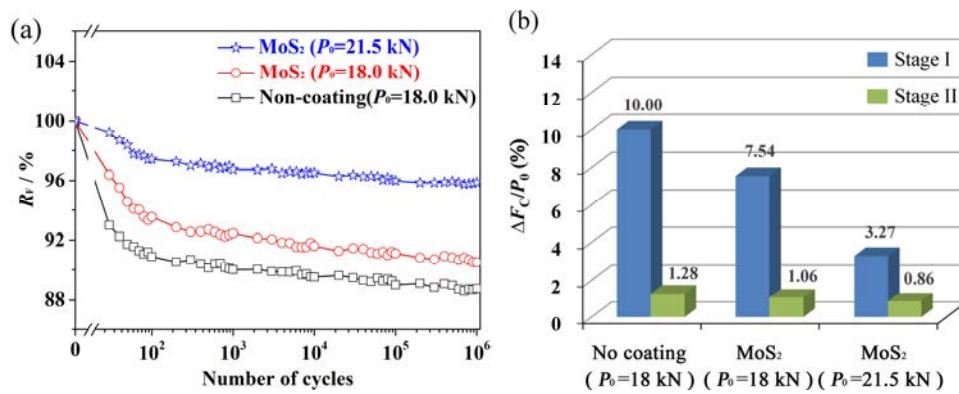 (a)
104
100
96
92
88
R_F / %
MoS₂ (P₀=21.5 kN)
MoS₂ (P₀=18.0 kN)
Non-coating(P₀=18.0 kN)
0 10² 10³ 10⁴ 10⁵ 10⁶
Number of cycles
(b)
14
12
10
8
6
4
2
0
ΔF_C/P₀ (%)
Stage I
Stage II
10.00
1.28
7.54
1.06
3.27
0.86
No coating MoS₂ MoS₂
( P₀=18 kN) ( P₀=18 kN) ( P₀=21.5 kN)